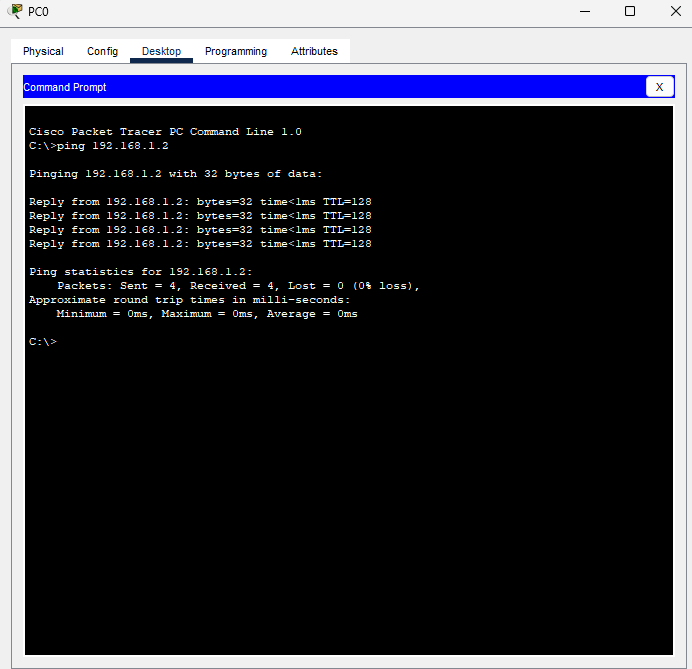 PC0
Physical Config Desktop Programming Attributes
Command Prompt
X
Cisco Packet Tracer PC Command Line 1.0
C:\>ping 192.168.1.2
Pinging 192.168.1.2 with 32 bytes of data:
Reply from 192.168.1.2: bytes=32 time<1ms TTL=128
Reply from 192.168.1.2: bytes=32 time<1ms TTL=128
Reply from 192.168.1.2: bytes=32 time<1ms TTL=128
Reply from 192.168.1.2: bytes=32 time<1ms TTL=128
Ping statistics for 192.168.1.2:
Packets: Sent = 4, Received = 4, Lost = 0 (0% loss),
Approximate round trip times in milli-seconds:
Minimum = 0ms, Maximum = 0ms, Average = 0ms
C:\>